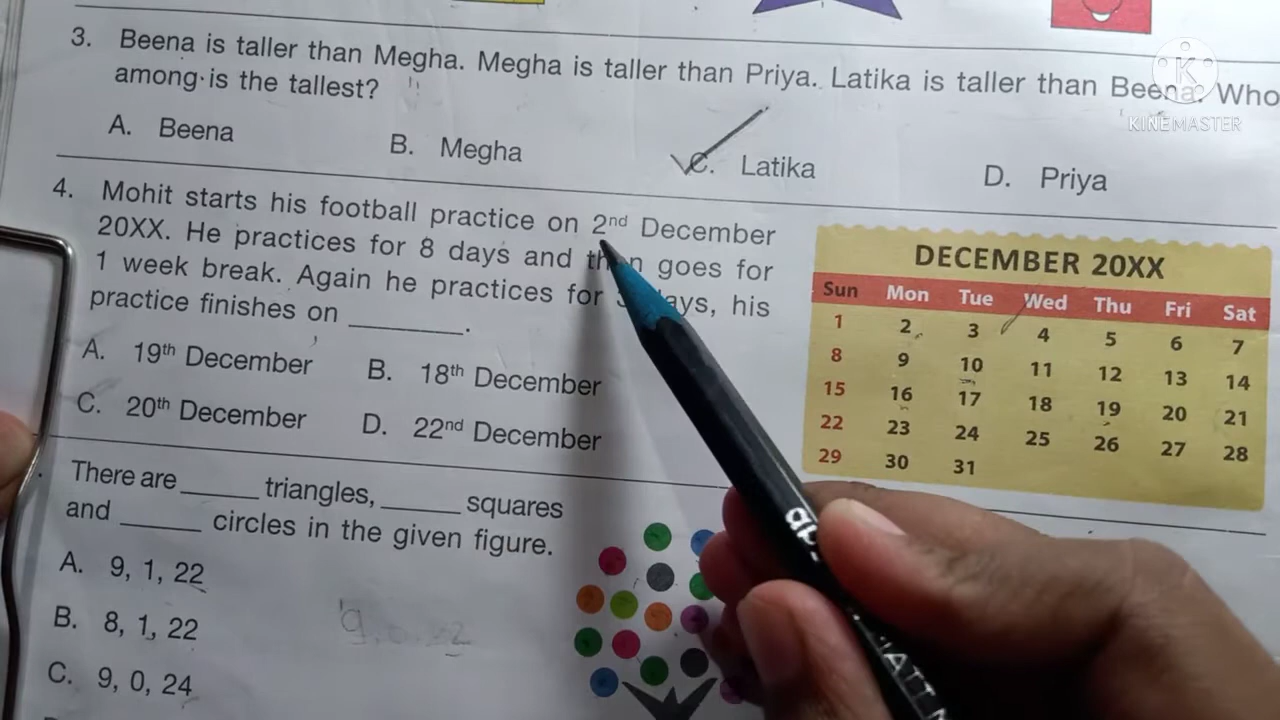 3. Beena is taller than Megha. Megha is taller than Priya. Latika is taller than Beena. Who
among is the tallest?
A. Beena B. Megha C. Latika D. Priya
KINEMASTER
4. Mohit starts his football practice on 2nd December
20XX. He practices for 8 days and then goes for
1 week break. Again he practices for days, his
practice finishes on ________.
A. 19th December B. 18th December
C. 20th December D. 22nd December
DECEMBER 20XX
Sun Mon Tue Wed Thu Fri Sat
1 2 3 4 5 6 7
8 9 10 11 12 13 14
15 16 17 18 19 20 21
22 23 24 25 26 27 28
29 30 31
There are ______ triangles, ______ squares
and ______ circles in the given figure.
A. 9, 1, 22
B. 8, 1, 22
C. 9, 0, 24